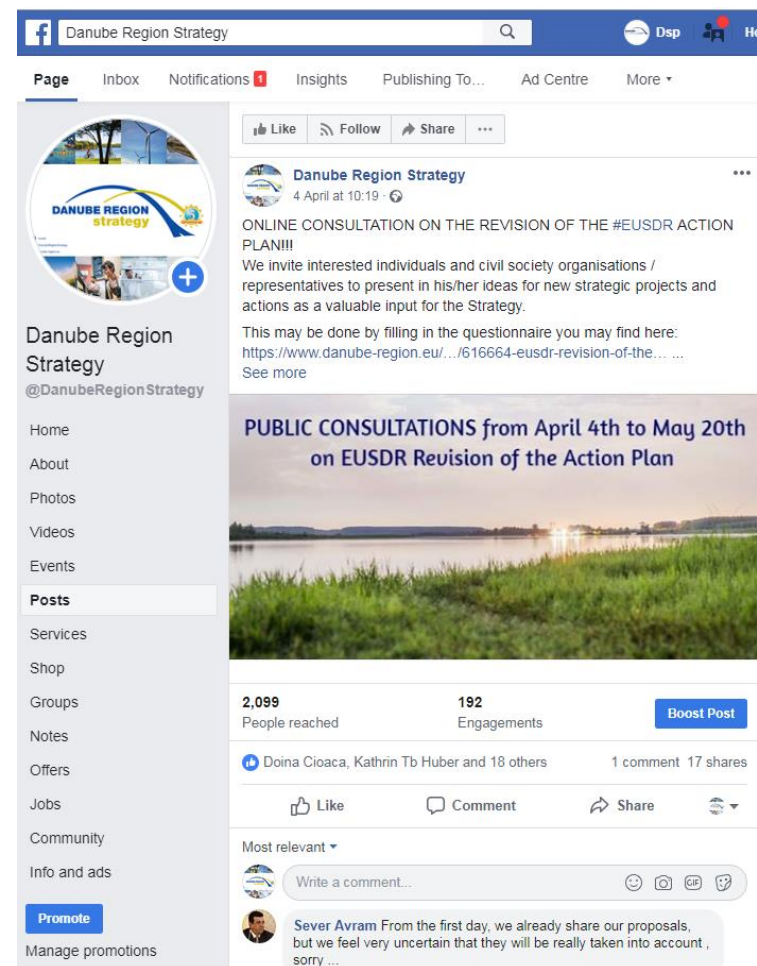 Danube Region Strategy
Dsp
Page Inbox Notifications 1 Insights Publishing To... Ad Centre More
DANUBE REGION
strategy
Danube Region
Strategy
@DanubeRegionStrategy
Home
About
Photos
Videos
Events
Posts
Services
Shop
Groups
Notes
Offers
Jobs
Community
Info and ads
Promote
Manage promotions
Like Follow Share
Danube Region Strategy
4 April at 10:19
ONLINE CONSULTATION ON THE REVISION OF THE #EUSDR ACTION
PLAN!!!
We invite interested individuals and civil society organisations /
representatives to present in his/her ideas for new strategic projects and
actions as a valuable input for the Strategy.
This may be done by filling in the questionnaire you may find here:
https://www.danube-region.eu/.../616664-eusdr-revision-of-the... ...
See more
PUBLIC CONSULTATIONS from April 4th to May 20th
on EUSDR Revision of the Action Plan
2,099 192
People reached Engagements
Boost Post
Doina Cioaca, Kathrin Tb Huber and 18 others 1 comment 17 shares
Like Comment Share
Most relevant
Write a comment...
GIF
Sever Avram From the first day, we already share our proposals,
but we feel very uncertain that they will be really taken into account ,
sorry ...